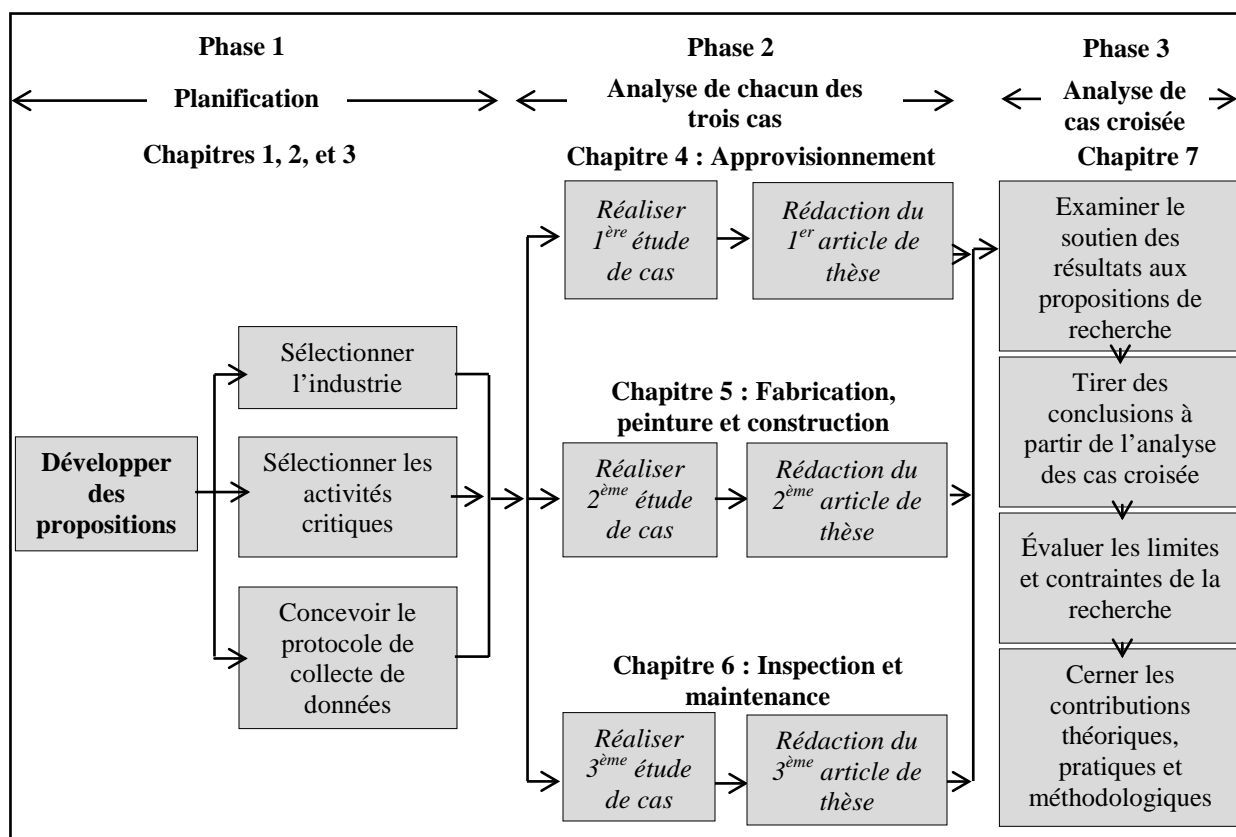 Phase 1
Planification
Chapitres 1, 2, et 3
Développer
des
propositions
Sélectionner
l'industrie
Sélectionner les
activités
critiques
Concevoir le
protocole de
collecte de
données
Phase 2
Analyse de chacun des
trois cas
Chapitre 4 : Approvisionnement
Réaliser
1ère étude
de cas
Rédaction du
1er article de
thèse
Chapitre 5 : Fabrication,
peinture et construction
Réaliser
2ème étude
de cas
Rédaction du
2ème article de
thèse
Chapitre 6 : Inspection et
maintenance
Réaliser
3ème étude
de cas
Rédaction du
3ème article de
thèse
Phase 3
Analyse de
cas croisée
Chapitre 7
Examiner le
soutien des
résultats aux
propositions de
recherche
Tirer des
conclusions à
partir de l'analyse
des cas croisée
Évaluer les limites
et contraintes de la
recherche
Cerner les
contributions
théoriques,
pratiques et
méthodologiques